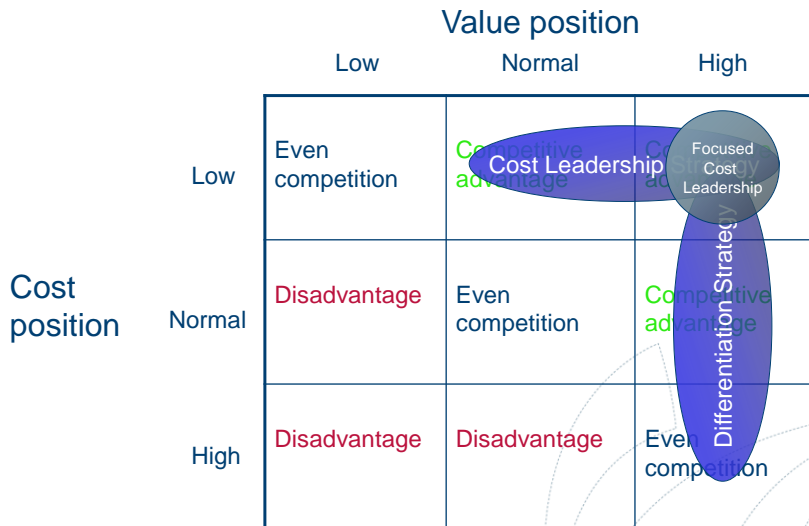 Value position
Low Normal High
Low
Even
competition
Competitive
advantage
Cost Leadership Strategy
Focused
Cost
Leadership
Cost
position
Normal
Disadvantage
Even
competition
Competitive
advantage
Differentiation Strategy
High
Disadvantage
Disadvantage
Even
competition